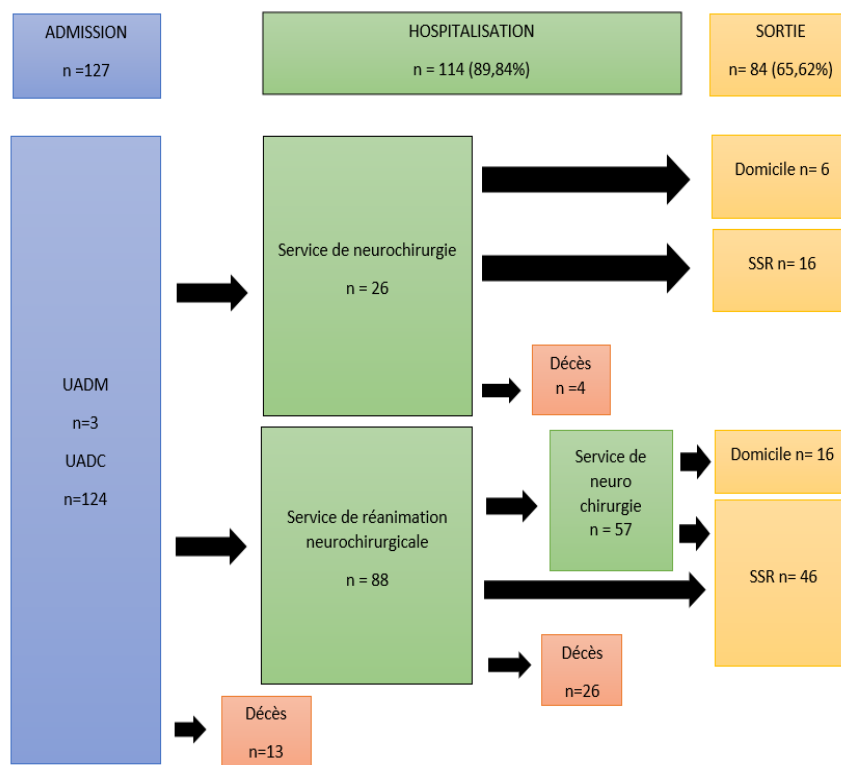 ADMISSION
n =127
HOSPITALISATION
n = 114 (89,84%)
SORTIE
n= 84 (65,62%)
UADM
n=3
UADC
n=124
Service de neurochirurgie
n = 26
Domicile n= 6
SSR n= 16
Décès
n =4
Service de réanimation
neurochirurgicale
n = 88
Service de
neuro
chirurgie
n = 57
Domicile n= 16
SSR n= 46
Décès
n=26
Décès
n=13